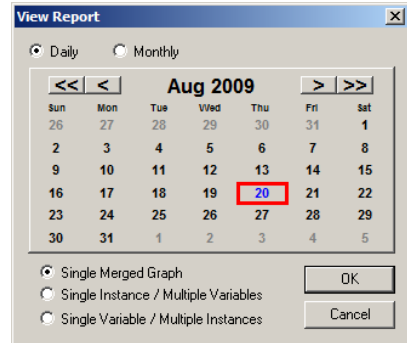 View Report
Daily Monthly
<< < Aug 2009 > >>
Sun Mon Tue Wed Thu Fri Sat
26 27 28 29 30 31 1
2 3 4 5 6 7 8
9 10 11 12 13 14 15
16 17 18 19 20 21 22
23 24 25 26 27 28 29
30 31 1 2 3 4 5
Single Merged Graph
Single Instance / Multiple Variables
Single Variable / Multiple Instances
OK
Cancel